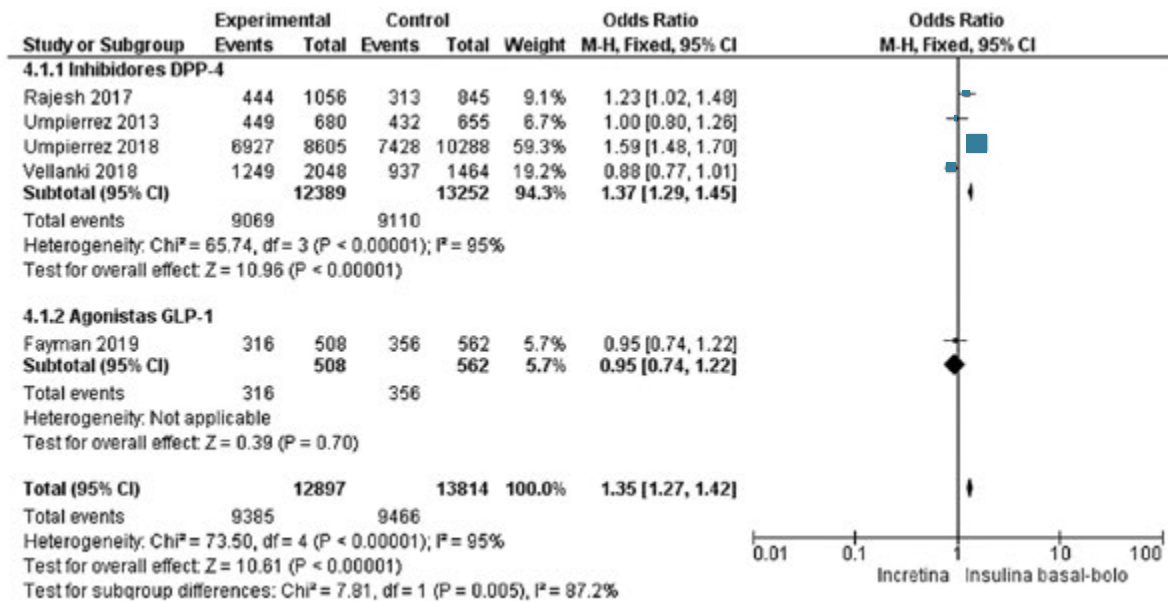 Experimental Control Odds Ratio Odds Ratio
Study or Subgroup Events Total Events Total Weight M-H, Fixed, 95% CI M-H, Fixed, 95% CI
4.1.1 Inhibidores DPP-4
Rajesh 2017 444 1056 313 845 9.1% 1.23 [1.02, 1.48]
Umpierrez 2013 449 680 432 655 6.7% 1.00 [0.80, 1.26]
Umpierrez 2018 6927 8605 7428 10288 59.3% 1.59 [1.48, 1.70]
Vellanki 2018 1249 2048 937 1464 19.2% 0.88 [0.77, 1.01]
Subtotal (95% CI) 12389 13252 94.3% 1.37 [1.29, 1.45]
Total events 9069 9110
Heterogeneity: Chi² = 65.74, df = 3 (P < 0.00001); I² = 95%
Test for overall effect: Z = 10.96 (P < 0.00001)
4.1.2 Agonistas GLP-1
Fayman 2019 316 508 356 562 5.7% 0.95 [0.74, 1.22]
Subtotal (95% CI) 508 562 5.7% 0.95 [0.74, 1.22]
Total events 316 356
Heterogeneity: Not applicable
Test for overall effect: Z = 0.39 (P = 0.70)
Total (95% CI) 12897 13814 100.0% 1.35 [1.27, 1.42]
Total events 9385 9466
Heterogeneity: Chi² = 73.50, df = 4 (P < 0.00001); I² = 95%
Test for overall effect: Z = 10.61 (P < 0.00001)
Test for subgroup differences: Chi² = 7.81, df = 1 (P = 0.005), I² = 87.2%
0.01 0.1 1 10 100
Incretina Insulina basal-bolo